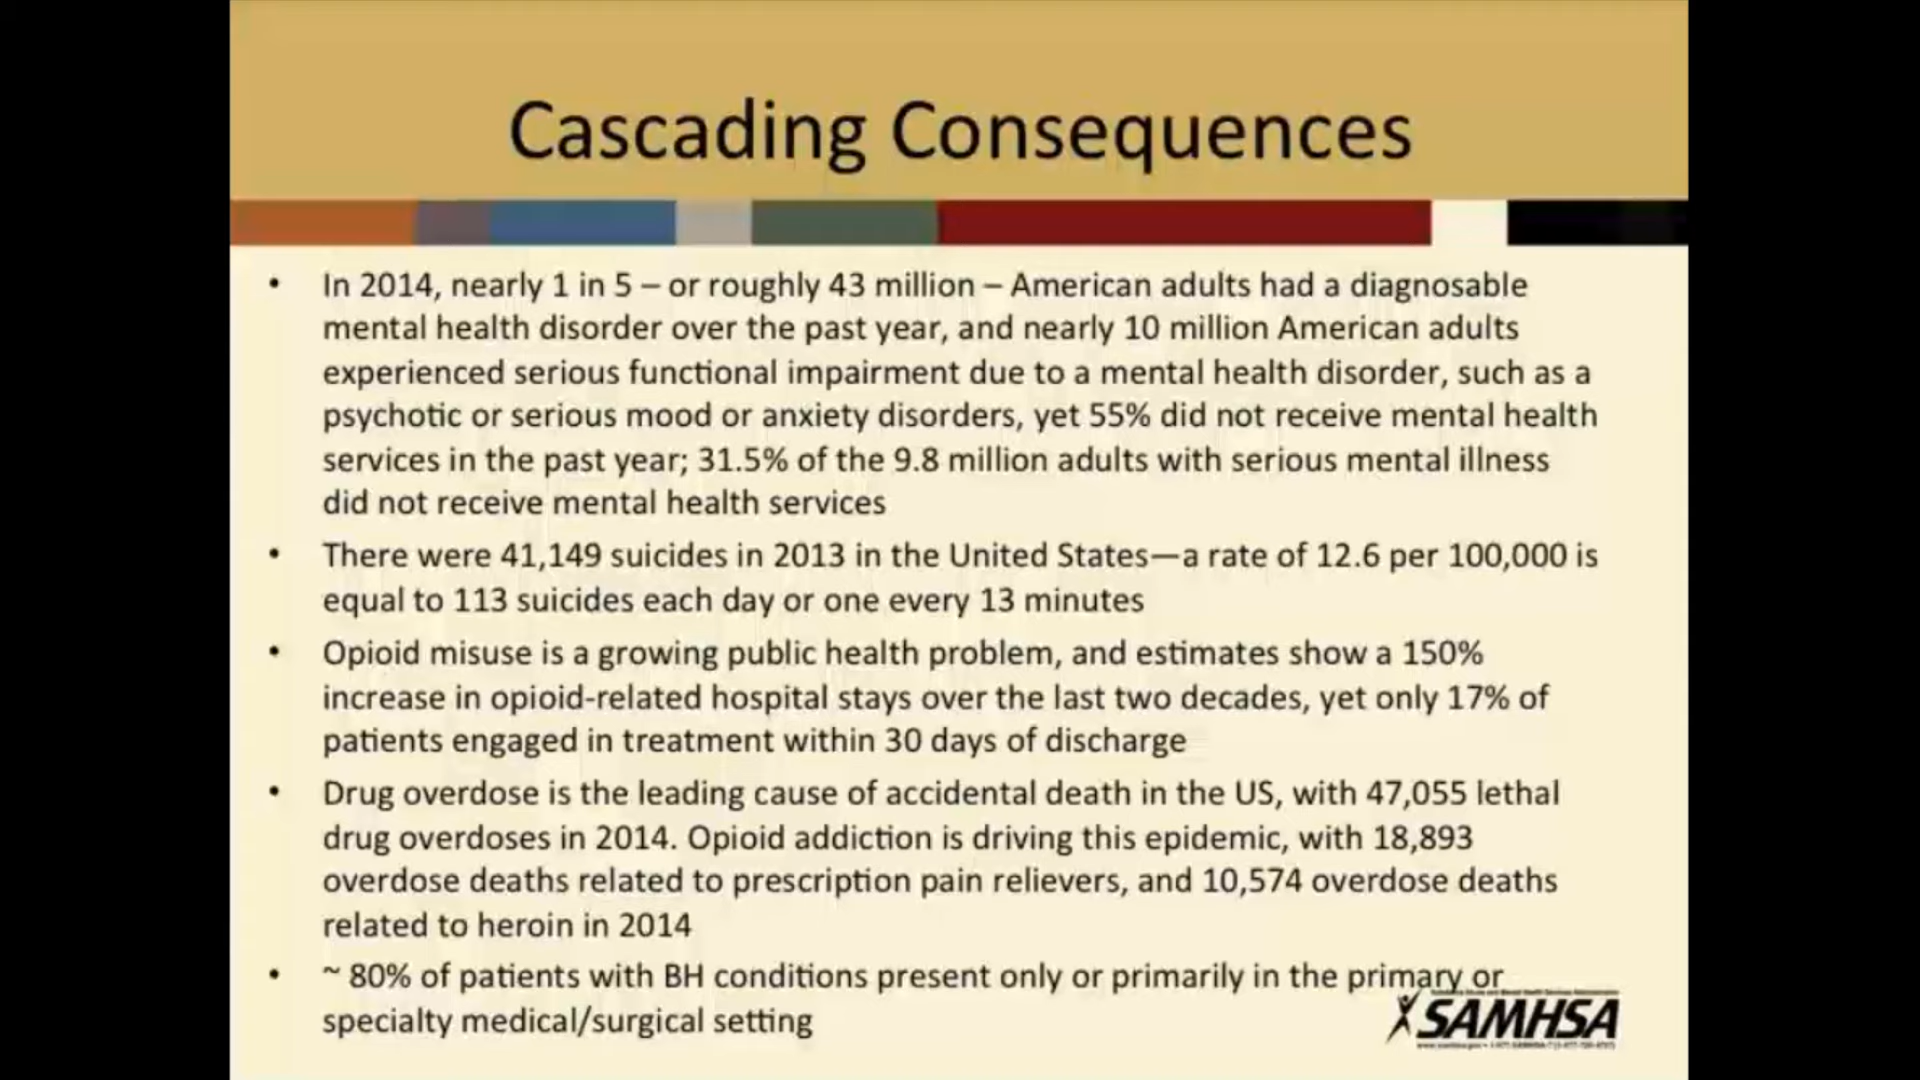 Cascading Consequences
• In 2014, nearly 1 in 5 – or roughly 43 million – American adults had a diagnosable
mental health disorder over the past year, and nearly 10 million American adults
experienced serious functional impairment due to a mental health disorder, such as a
psychotic or serious mood or anxiety disorders, yet 55% did not receive mental health
services in the past year; 31.5% of the 9.8 million adults with serious mental illness
did not receive mental health services
• There were 41,149 suicides in 2013 in the United States—a rate of 12.6 per 100,000 is
equal to 113 suicides each day or one every 13 minutes
• Opioid misuse is a growing public health problem, and estimates show a 150%
increase in opioid-related hospital stays over the last two decades, yet only 17% of
patients engaged in treatment within 30 days of discharge
• Drug overdose is the leading cause of accidental death in the US, with 47,055 lethal
drug overdoses in 2014. Opioid addiction is driving this epidemic, with 18,893
overdose deaths related to prescription pain relievers, and 10,574 overdose deaths
related to heroin in 2014
• ~ 80% of patients with BH conditions present only or primarily in the primary or
specialty medical/surgical setting
SAMHSA